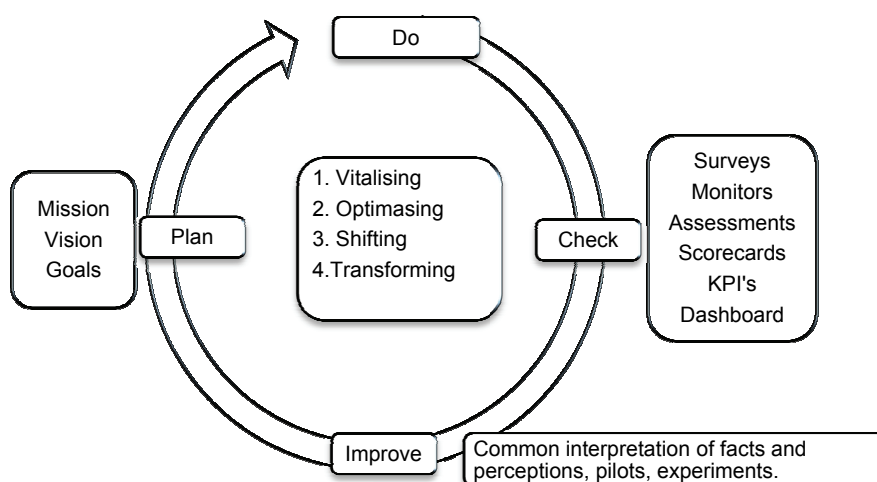 Do
Mission
Vision
Goals
Plan
1. Vitalising
2. Optimasing
3. Shifting
4.Transforming
Check
Surveys
Monitors
Assessments
Scorecards
KPI's
Dashboard
Improve
Common interpretation of facts and
perceptions, pilots, experiments.